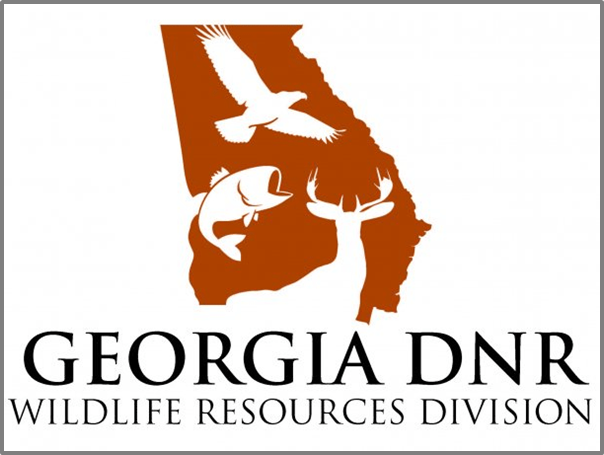 GEORGIA DNR
WILDLIFE RESOURCES DIVISION